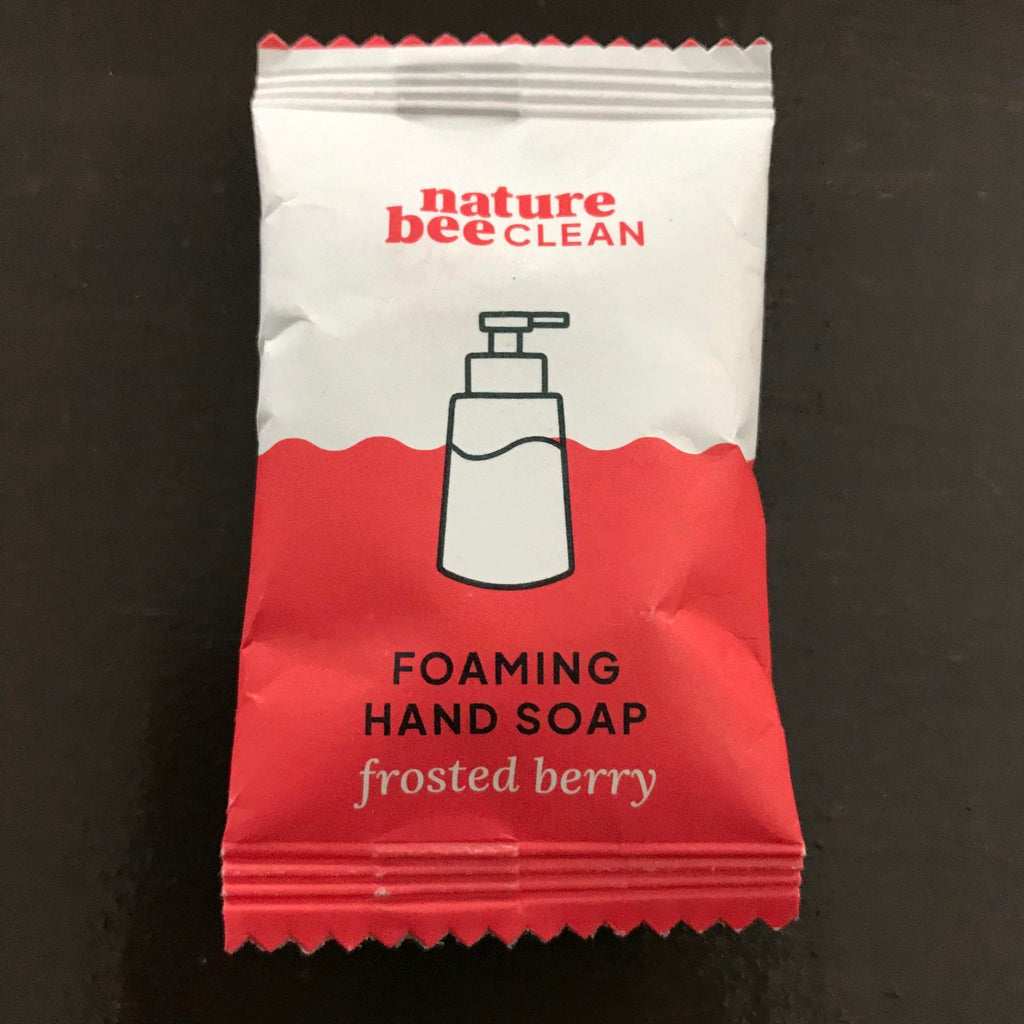 nature
bee CLEAN
FOAMING
HAND SOAP
frosted berry